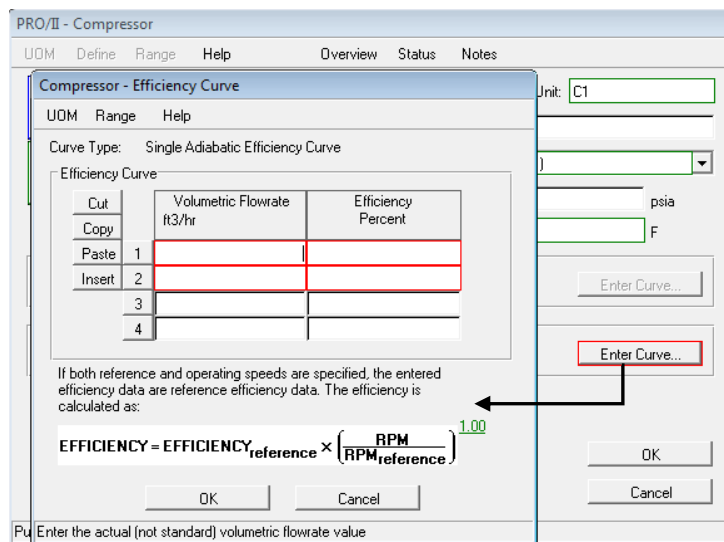 PRO/II - Compressor
UOM Define Range Help Overview Status Notes
Compressor - Efficiency Curve
Unit: C1
UOM Range Help
Curve Type: Single Adiabatic Efficiency Curve
)
Efficiency Curve
Cut
Volumetric Flowrate
ft3/hr
Efficiency
Percent
psia
Copy
F
Paste 1
Insert 2
Enter Curve...
3
4
Enter Curve...
If both reference and operating speeds are specified, the entered
efficiency data are reference efficiency data. The efficiency is
calculated as:
EFFICIENCY = EFFICIENCYreference × (RPM / RPMreference) 1.00
OK
OK Cancel
Cancel
Pu Enter the actual (not standard) volumetric flowrate value